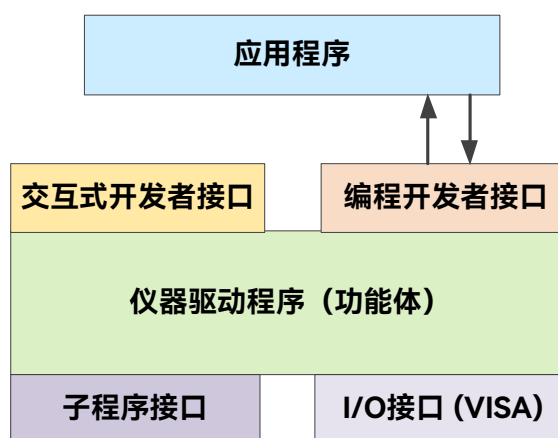 应用程序
交互式开发者接口
编程开发者接口
仪器驱动程序（功能体）
子程序接口
I/O接口 (VISA)